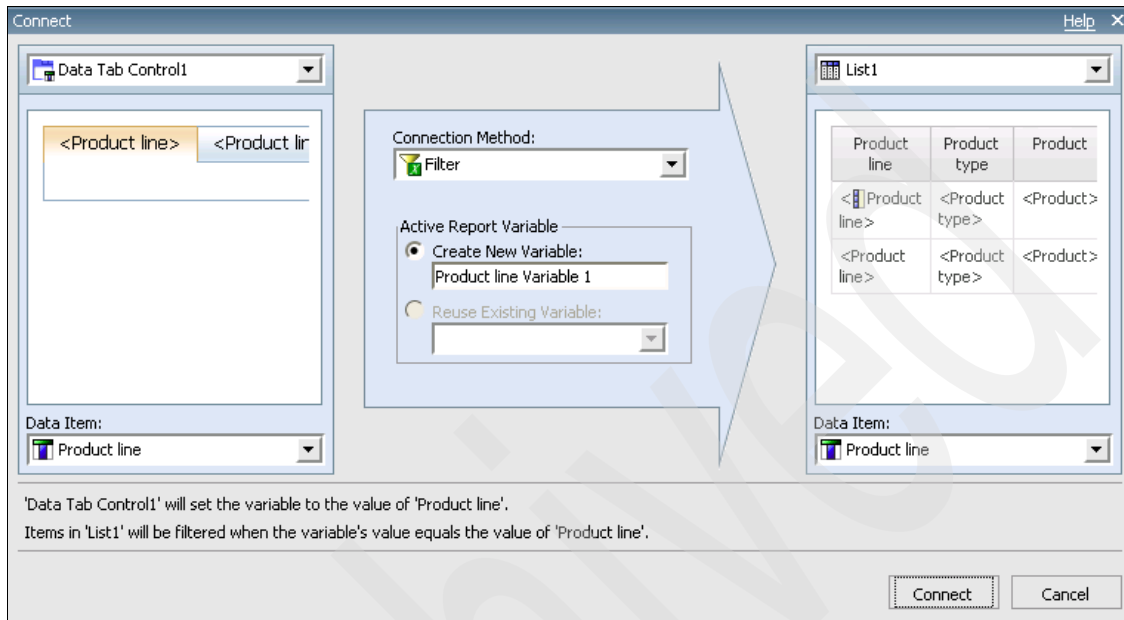 Connect
Help
Data Tab Control1
<Product line>
<Product lin
Data Item:
Product line
Connection Method:
Filter
Active Report Variable
Create New Variable:
Product line Variable 1
Reuse Existing Variable:
List1
Product line
Product type
Product
<Product line>
<Product type>
<Product>
<Product line>
<Product type>
<Product>
Data Item:
Product line
'Data Tab Control1' will set the variable to the value of 'Product line'.
Items in 'List1' will be filtered when the variable's value equals the value of 'Product line'.
Connect
Cancel